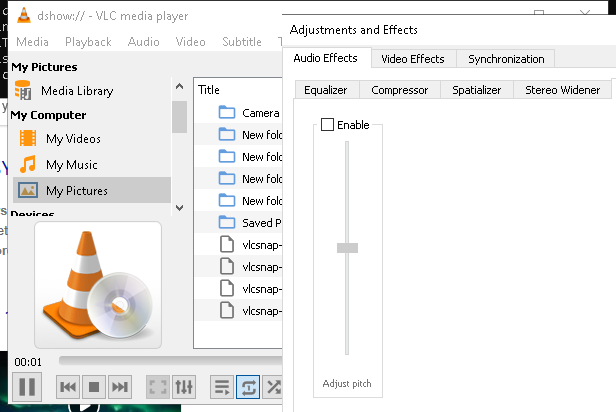 dshow:// - VLC media player
Media Playback Audio Video Subtitle T
My Pictures
Media Library
My Computer
My Videos
My Music
My Pictures
Devices
Title
Camera
New fold
New fold
New fold
New fold
Saved P
vlcsnap-
vlcsnap-
vlcsnap-
vlcsnap-
00:01
Adjustments and Effects
Audio Effects Video Effects Synchronization
Equalizer Compressor Spatializer Stereo Widener
Enable
Adjust pitch